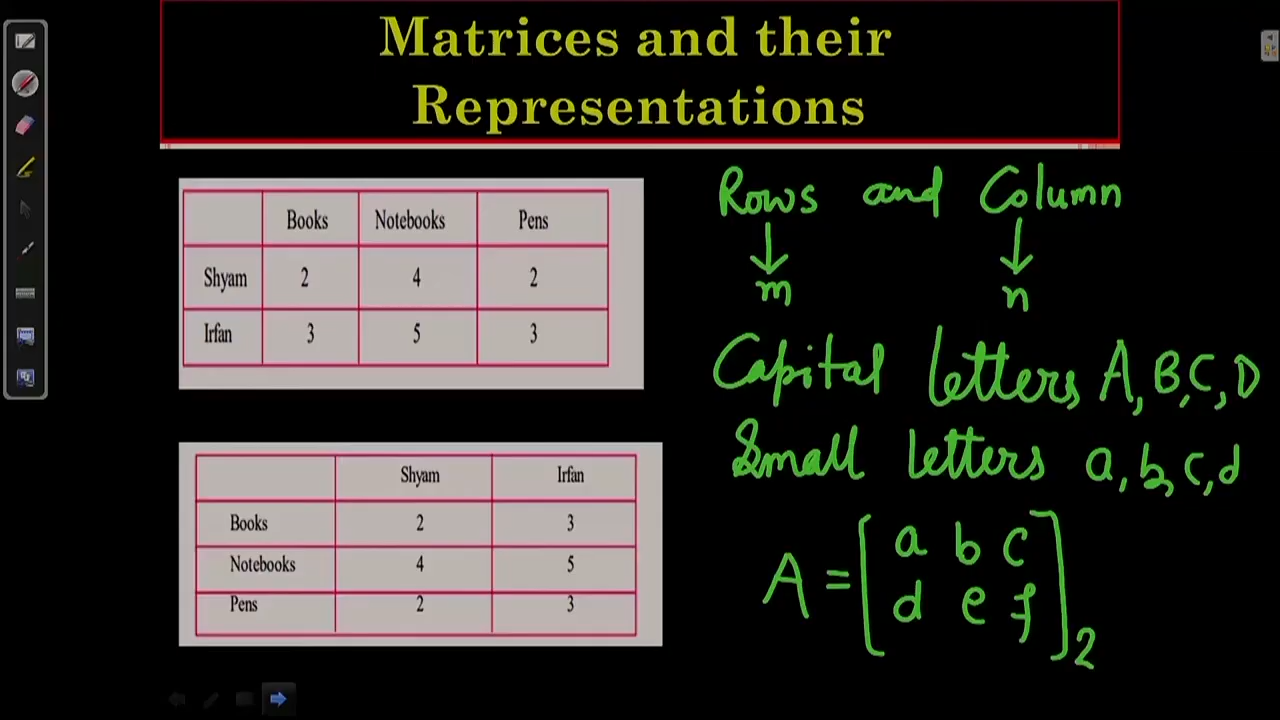 Matrices and their
Representations
Books Notebooks Pens
Shyam 2 4 2
Irfan 3 5 3
Shyam Irfan
Books 2 3
Notebooks 4 5
Pens 2 3
Rows and Column
m n
Capital letters A, B, C, D
Small letters a, b, c, d
A = [a b c
d e f]2